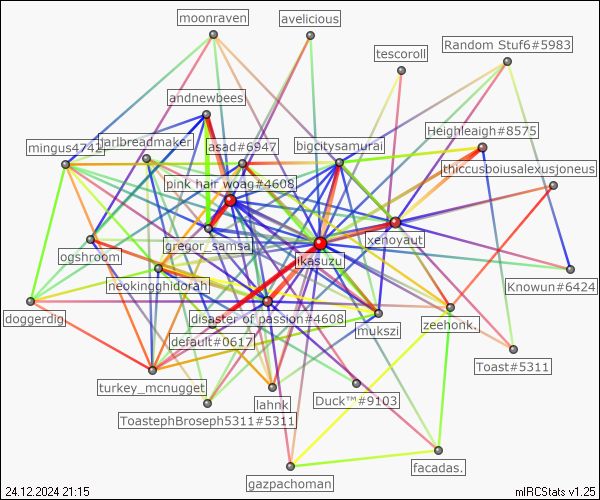 moonraven
avelicious
tescoroll
Random Stuf6#5983
andnewbees
mingus4742
jarlbreadmaker
asad#6947
bigcitysamurai
Heighleaigh#8575
thiccusboiusalexusjoneus
pink hair woag#4608
gregor_samsa
xenoyaut
ikasuzu
ogshroom
neokingghidorah
Knowun#6424
doggerdig
disaster of passion#4608
default#0617
mukszi
zeehonk.
Toast#5311
turkey_mcnugget
lahnk
Duck™#9103
ToastephBroseph5311#5311
facadas.
gazpachoman
24.12.2024 21:15
mIRCStats v1.25